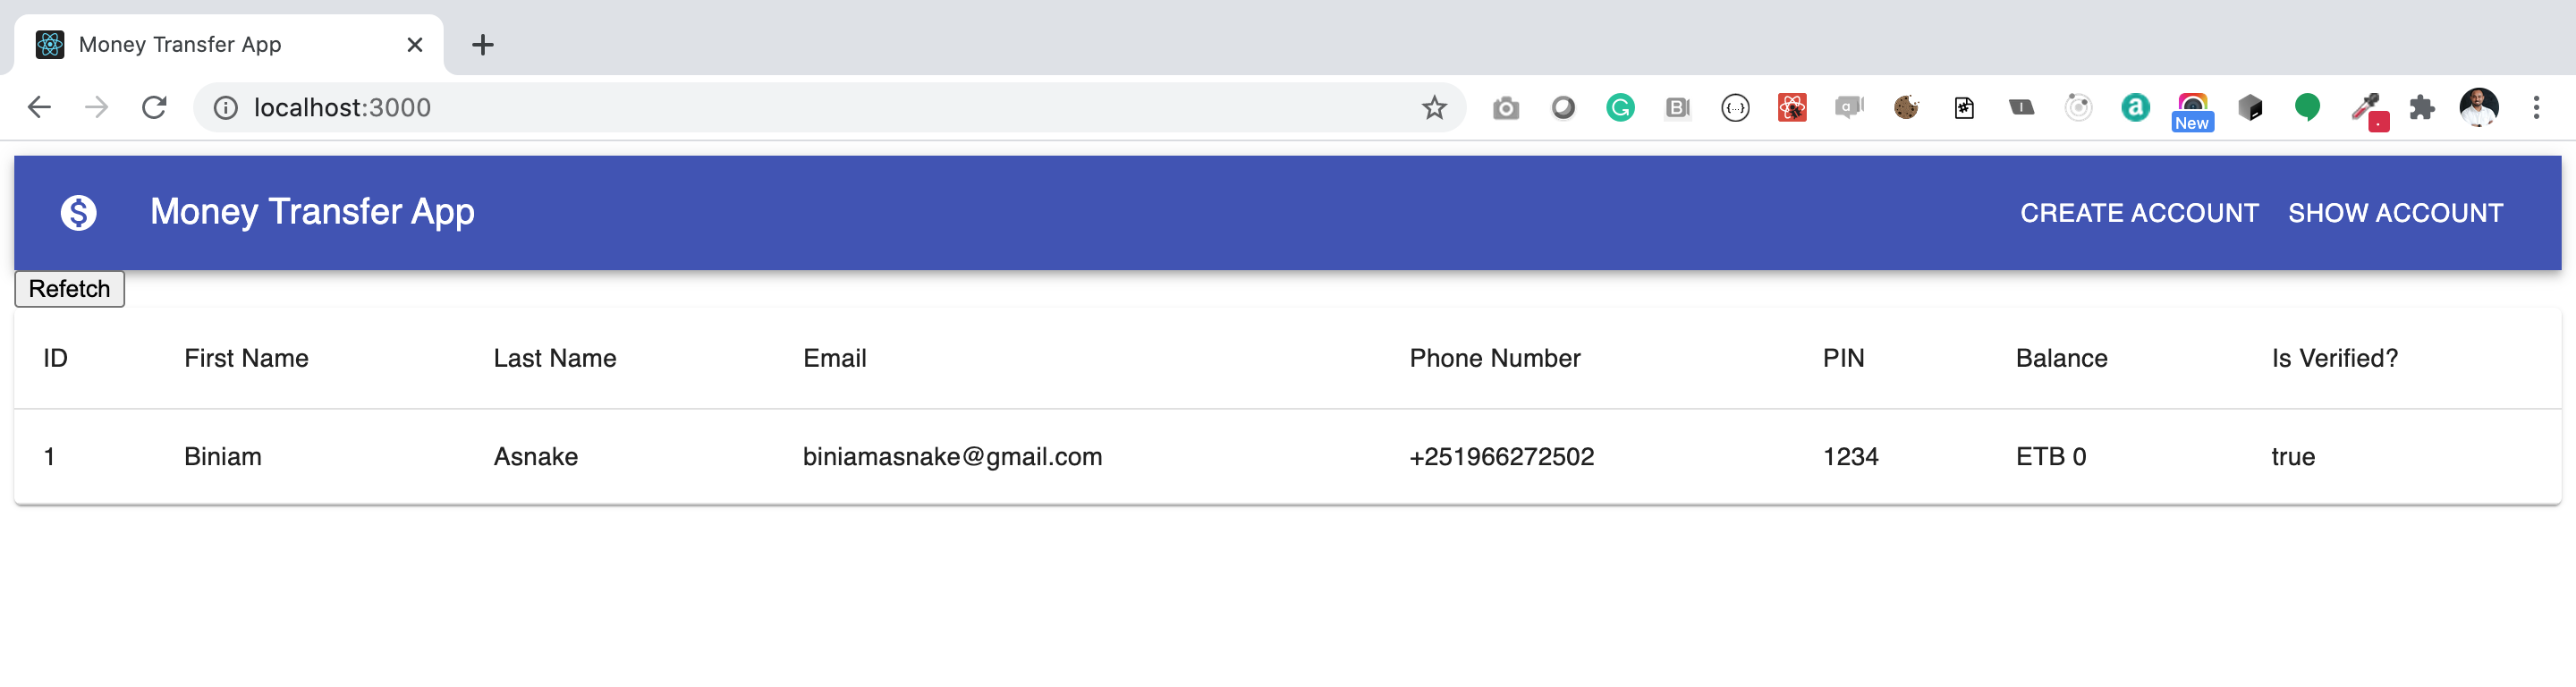 Money Transfer App
localhost:3000
New
Money Transfer App CREATE ACCOUNT SHOW ACCOUNT
Refetch
ID First Name Last Name Email Phone Number PIN Balance Is Verified?
1 Biniam Asnake biniamasnake@gmail.com +251966272502 1234 ETB 0 true